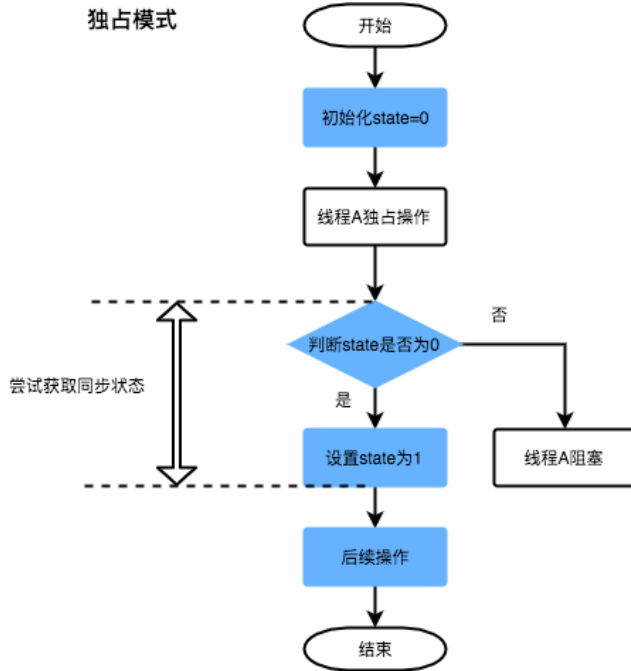 独占模式
开始
初始化state=0
线程A独占操作
判断state是否为0
否
尝试获取同步状态
是
设置state为1
线程A阻塞
后续操作
结束